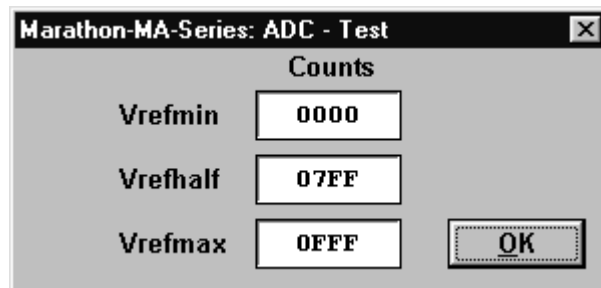 Marathon-MA-Series: ADC - Test
Counts
Vrefmin 0000
Vrefhalf 07FF
Vrefmax 0FFF OK